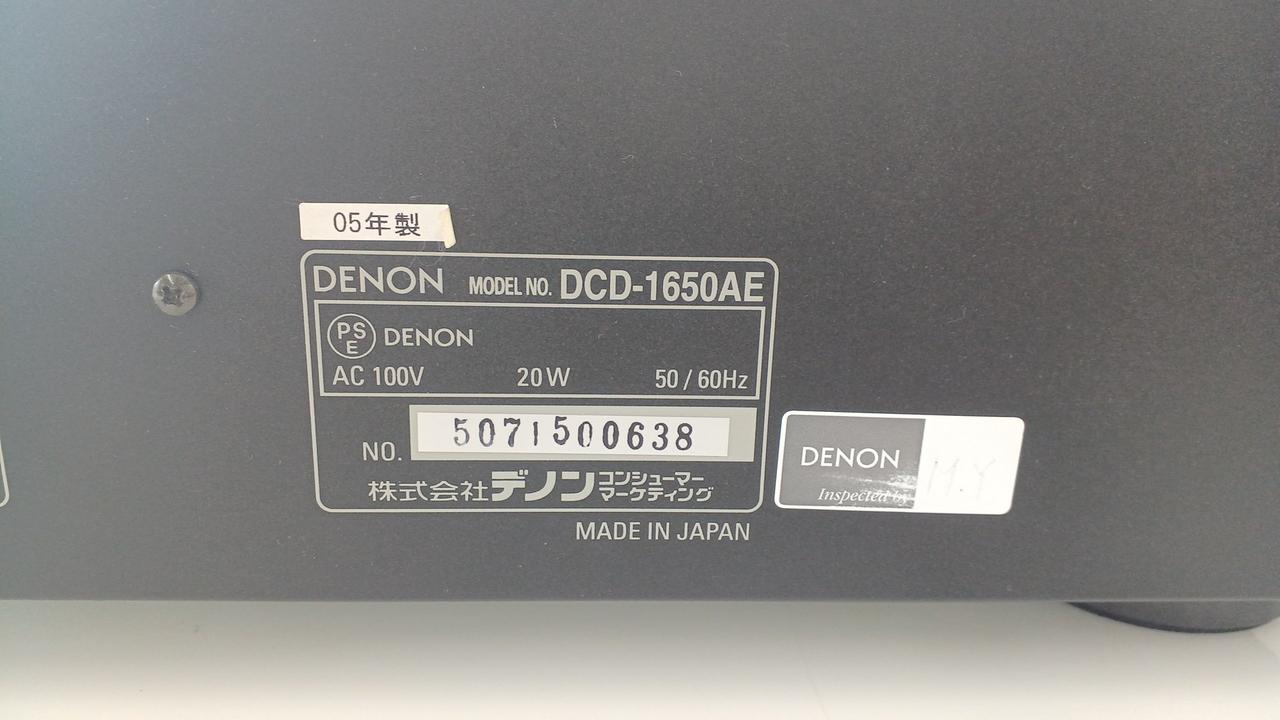 05年製
DENON MODEL NO. DCD-1650AE
PS
E
DENON
AC 100V 20W 50/60Hz
NO. 5071500638
株式会社デノンコンシューマー
マーケティング
MADE IN JAPAN
DENON
Inspected by
M.Y